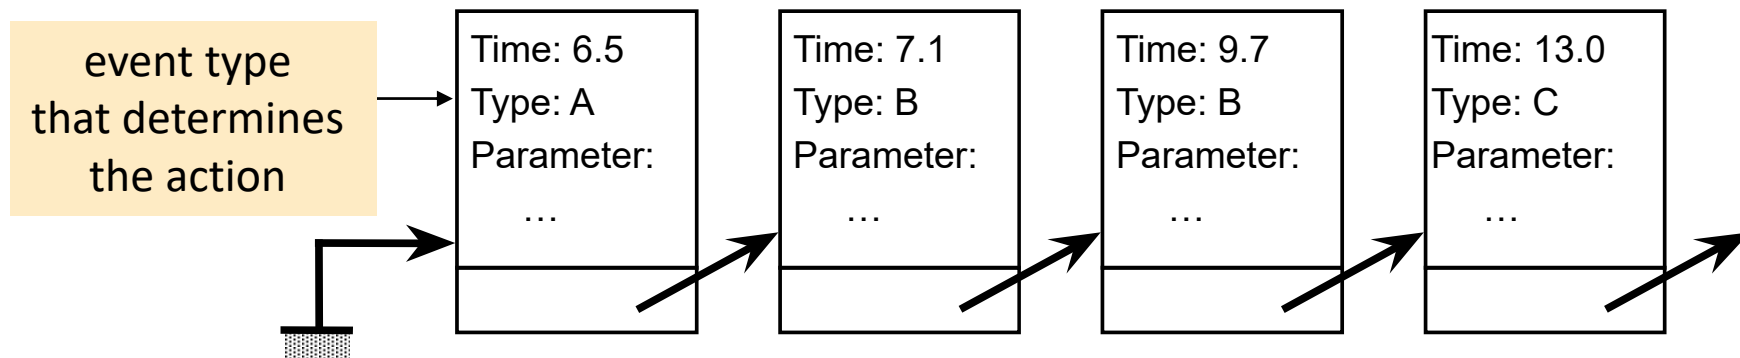 event type
that determines
the action
Time: 6.5
Type: A
Parameter:
…
Time: 7.1
Type: B
Parameter:
…
Time: 9.7
Type: B
Parameter:
…
Time: 13.0
Type: C
Parameter:
…